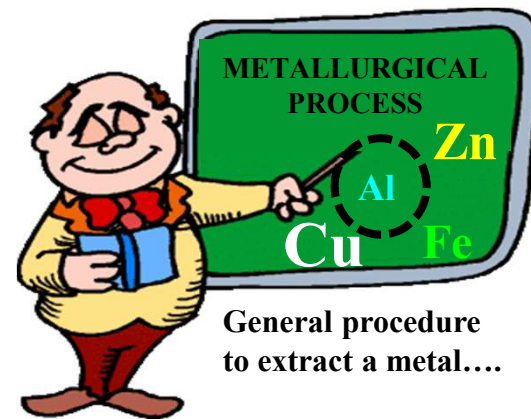 METALLURGICAL
PROCESS
Zn
Al
Cu
Fe
General procedure
to extract a metal....